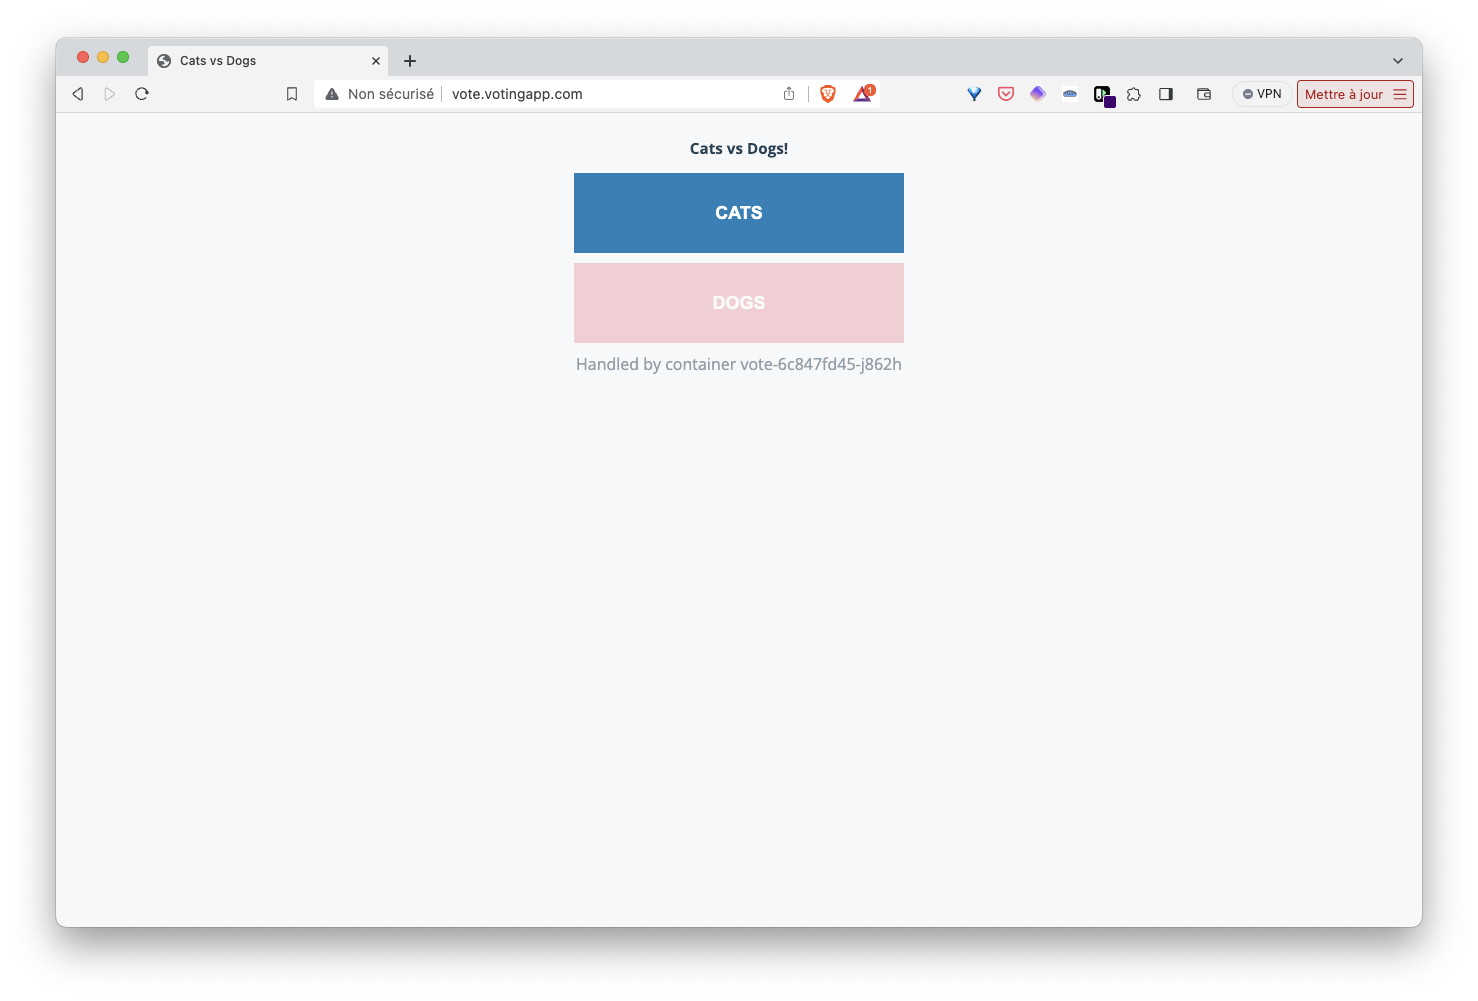 Cats vs Dogs
Non sécurisé
vote.votingapp.com
1
VPN
Mettre à jour
Cats vs Dogs!
CATS
DOGS
Handled by container vote-6c847fd45-j862h